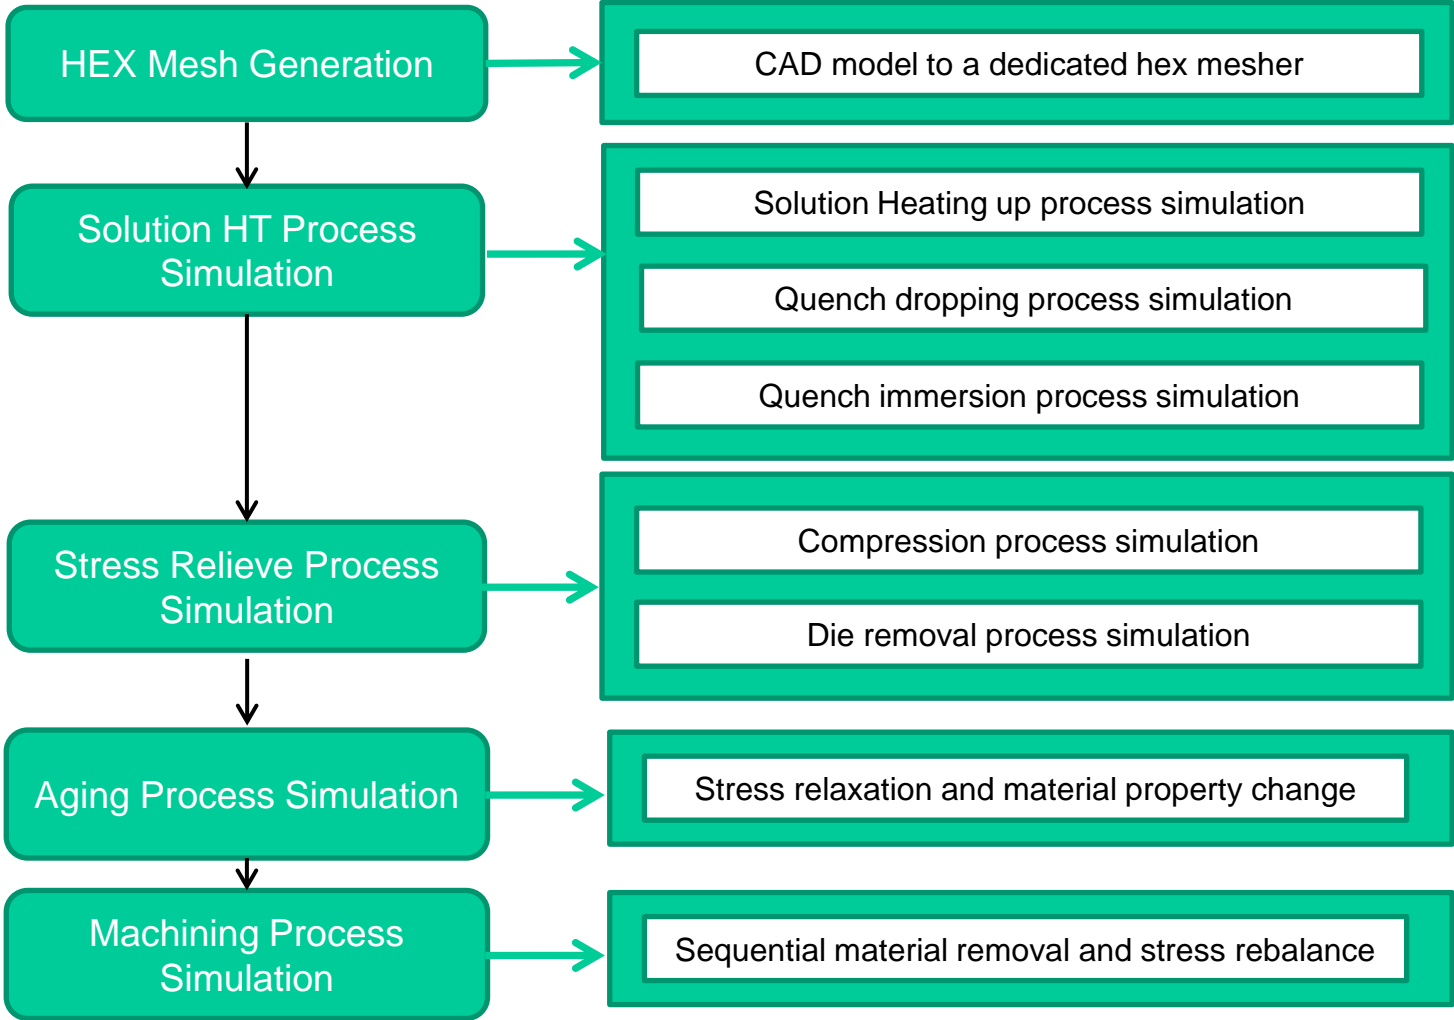 HEX Mesh Generation
CAD model to a dedicated hex mesher
Solution HT Process
Simulation
Solution Heating up process simulation
Quench dropping process simulation
Quench immersion process simulation
Stress Relieve Process
Simulation
Compression process simulation
Die removal process simulation
Aging Process Simulation
Stress relaxation and material property change
Machining Process
Simulation
Sequential material removal and stress rebalance